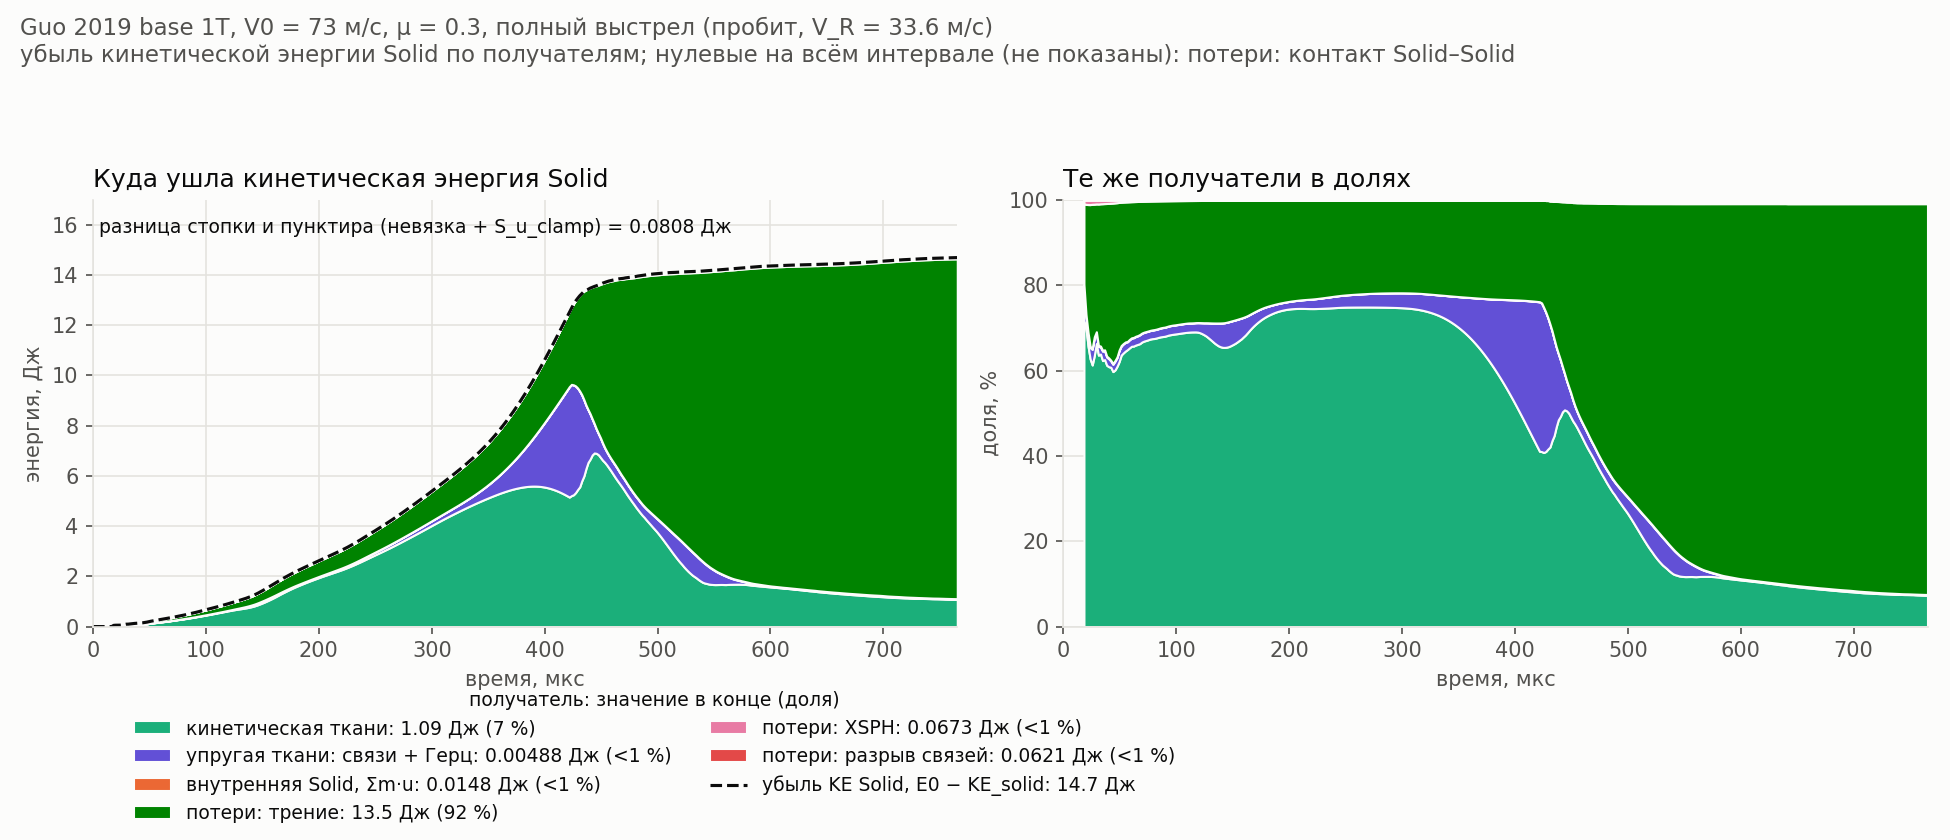 Guo 2019 base 1T, V0 = 73 м/с, μ = 0.3, полный выстрел (пробит, V_R = 33.6 м/с)
убыль кинетической энергии Solid по получателям; нулевые на всём интервале (не показаны): потери: контакт Solid–Solid
Куда ушла кинетическая энергия Solid
разница стопки и пунктира (невязка + S_u_clamp) = 0.0808 Дж
энергия, Дж
16
14
12
10
8
6
4
2
0
0 100 200 300 400 500 600 700
время, мкс
Те же получатели в долях
доля, %
100
80
60
40
20
0
0 100 200 300 400 500 600 700
время, мкс
получатель: значение в конце (доля)
кинетическая ткани: 1.09 Дж (7 %)
упругая ткани: связи + Герц: 0.00488 Дж (<1 %)
внутренняя Solid, Σm·u: 0.0148 Дж (<1 %)
потери: трение: 13.5 Дж (92 %)
потери: XSPH: 0.0673 Дж (<1 %)
потери: разрыв связей: 0.0621 Дж (<1 %)
убыль KE Solid, E0 − KE_solid: 14.7 Дж